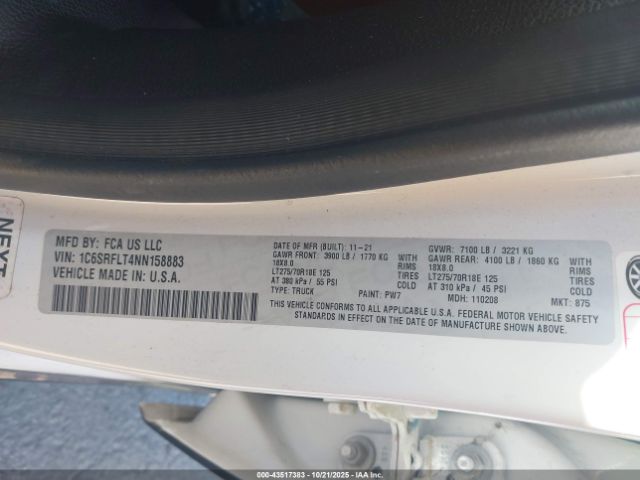 NEXT
MFD BY: FCA US LLC
VIN: 1C6SRFLT4NN158883
VEHICLE MADE IN U.S.A.
DATE OF MFR (BUILT): 11-21
GAWR FRONT: 3900 LB / 1770 KG WITH
18X8.0 RIMS
LT275/70R18E 125 TIRES
AT 380 kPa / 55 PSI COLD
TYPE: TRUCK PAINT: PW7
GVWR: 7100 LB / 3221 KG
GAWR REAR: 4100 LB / 1860 KG WITH
18X8.0 RIMS
LT275/70R18E 125 TIRES
AT 310 kPa / 45 PSI COLD
MDH: 110208 MKT: 875
THIS VEHICLE CONFORMS TO ALL APPLICABLE U.S.A. FEDERAL MOTOR VEHICLE SAFETY
STANDARDS IN EFFECT ON THE DATE OF MANUFACTURE SHOWN ABOVE.
000-43517383 - 10/21/2025 - IAA Inc.